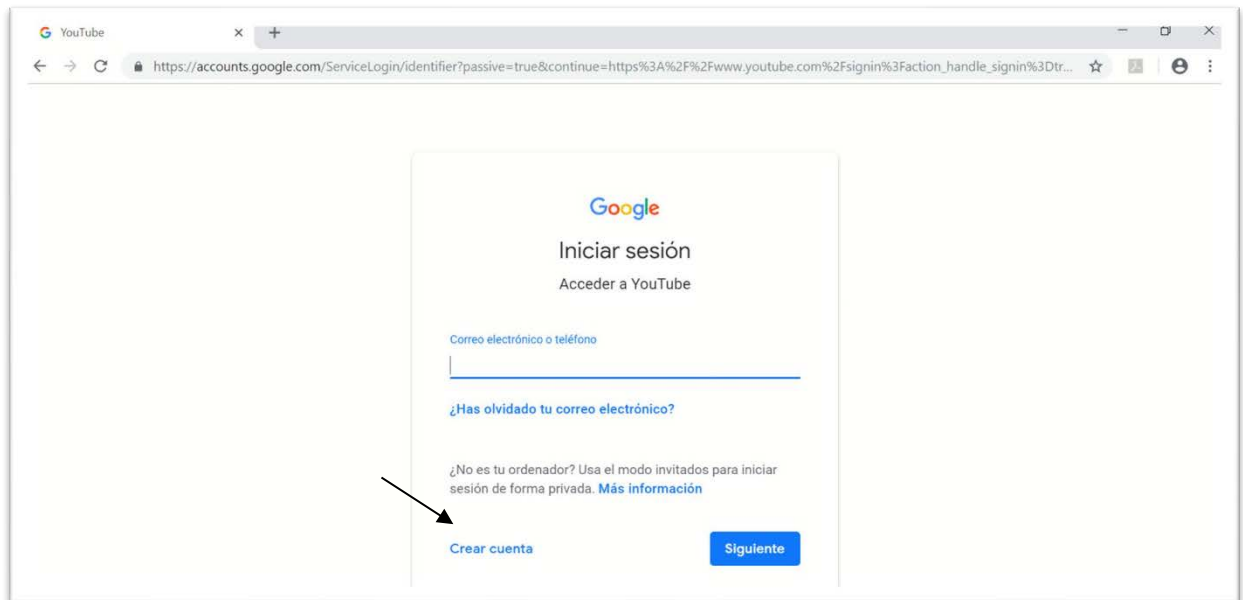 YouTube
https://accounts.google.com/ServiceLogin/identifier?passive=true&continue=https%3A%2F%2Fwww.youtube.com%2Fsignin%3Faction_handle_signin%3Dtr...
Google
Iniciar sesión
Acceder a YouTube
Correo electrónico o teléfono
¿Has olvidado tu correo electrónico?
¿No es tu ordenador? Usa el modo invitados para iniciar
sesión de forma privada. Más información
Crear cuenta
Siguiente